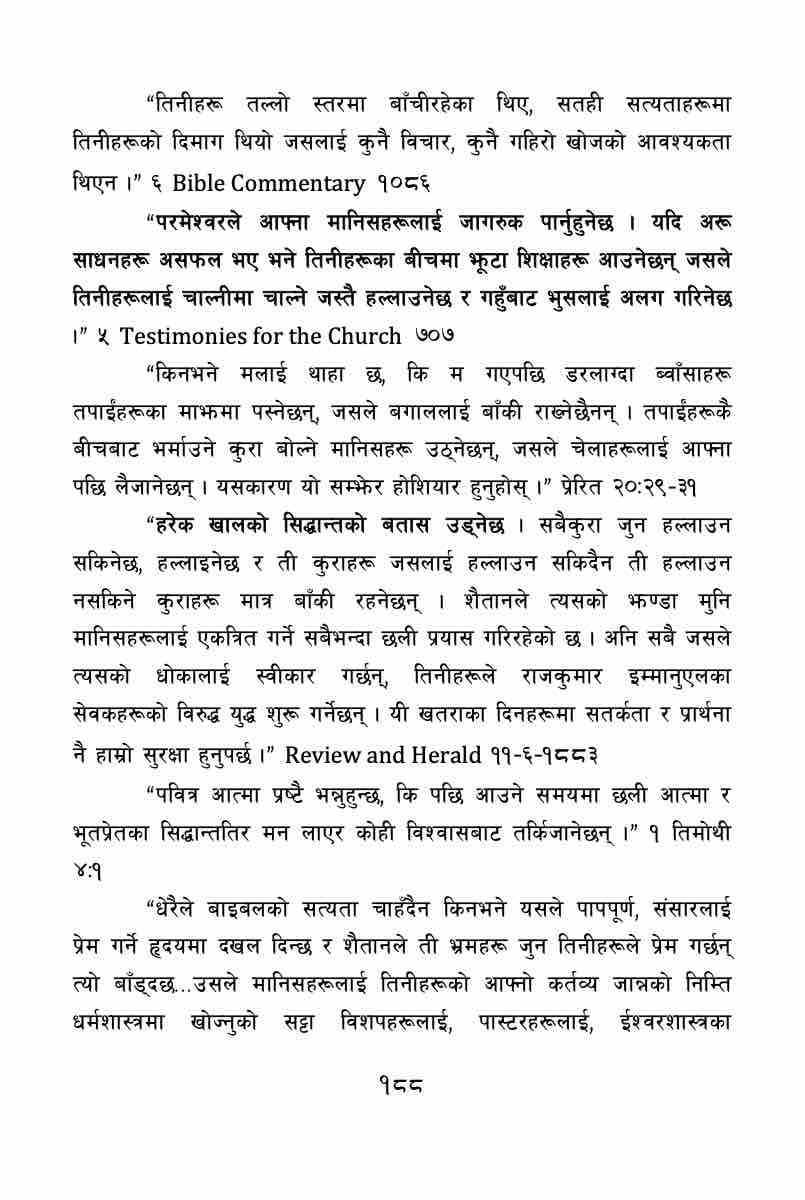 “तिनीहरू तल्लो स्तरमा बाँचीरहेका थिए, सतही सत्यताहरूमा
तिनीहरूको दिमाग थियो जसलाई कुनै विचार, कुनै गहिरो खोजको आवश्यकता
थिएन ।” ६ Bible Commentary १०८६
“परमेश्वरले आफ्ना मानिसहरूलाई जागरुक पार्नुहुनेछ । यदि अरू
साधनहरू असफल भए भने तिनीहरूका बीचमा झूटा शिक्षाहरू आउनेछन् जसले
तिनीहरूलाई चाल्नीमा चाल्ने जस्तै हल्लाउनेछ र गहुँबाट भुसलाई अलग गरिनेछ
।” ५ Testimonies for the Church ७०७
“किनभने मलाई थाहा छ, कि म गएपछि डरलाग्दा ब्वाँसाहरू
तपाईंहरूका माझमा पस्नेछन्, जसले बगाललाई बाँकी राख्नेछैनन् । तपाईंहरूकै
बीचबाट भर्माउने कुरा बोल्ने मानिसहरू उठ्नेछन्, जसले चेलाहरूलाई आफ्ना
पछि लैजानेछन् । यसकारण यो सम्झेर होशियार हुनुहोस् ।” प्रेरित २०:२९-३१
“हरेक खालको सिद्धान्तको बतास उड्नेछ । सबैकुरा जुन हल्लाउन
सकिनेछ, हल्लाइनेछ र ती कुराहरू जसलाई हल्लाउन सकिदैन ती हल्लाउन
नसकिने कुराहरू मात्र बाँकी रहनेछन् । शैतानले त्यसको झण्डा मुनि
मानिसहरूलाई एकत्रित गर्ने सबैभन्दा छली प्रयास गरिरहेको छ । अनि सबै जसले
त्यसको धोकालाई स्वीकार गर्छन्, तिनीहरूले राजकुमार इम्मानुएलका
सेवकहरूको विरुद्ध युद्ध शुरू गर्नेछन् । यी खतराका दिनहरूमा सतर्कता र प्रार्थना
नै हाम्रो सुरक्षा हुनुपर्छ ।” Review and Herald ११-६-१८८३
“पवित्र आत्मा प्रष्टै भन्नुहुन्छ, कि पछि आउने समयमा छली आत्मा र
भूतप्रेतका सिद्धान्ततिर मन लाएर कोही विश्वासबाट तर्किजानेछन् ।” १ तिमोथी
४:१
“धेरैले बाइबलको सत्यता चाहँदैन किनभने यसले पापपूर्ण, संसारलाई
प्रेम गर्ने हृदयमा दखल दिन्छ र शैतानले ती भ्रमहरू जुन तिनीहरूले प्रेम गर्छन्
त्यो बाँड्दछ...उसले मानिसहरूलाई तिनीहरूको आफ्नो कर्तव्य जान्नको निम्ति
धर्मशास्त्रमा खोज्नुको सट्टा विशपहरूलाई, पास्टरहरूलाई, ईश्वरशास्त्रका
१८८